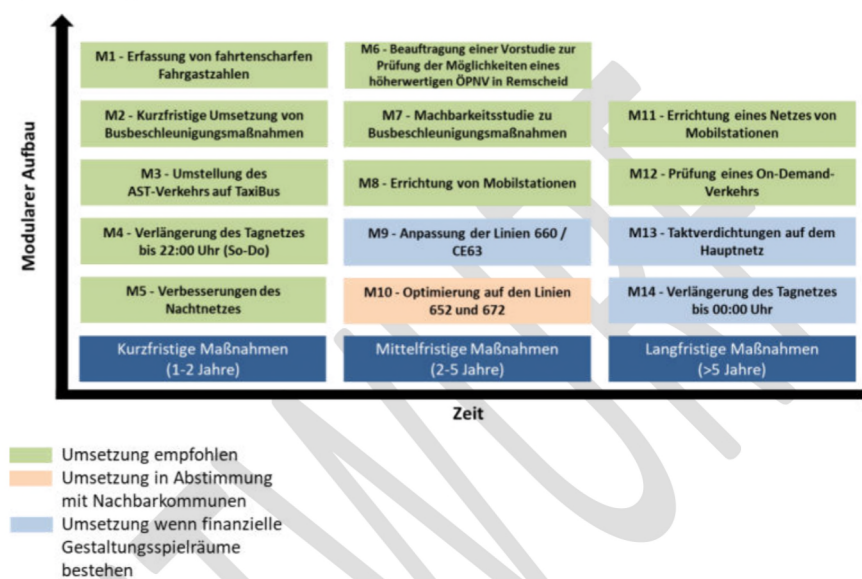 Modularer Aufbau
M1 - Erfassung von fahrtenscharfen
Fahrgastzahlen
M2 - Kurzfristige Umsetzung von
Busbeschleunigungsmaßnahmen
M3 - Umstellung des
AST-Verkehrs auf TaxiBus
M4 - Verlängerung des Tagnetzes
bis 22:00 Uhr (So-Do)
M5 - Verbesserungen des
Nachtnetzes
Kurzfristige Maßnahmen
(1-2 Jahre)
M6 - Beauftragung einer Vorstudie zur
Prüfung der Möglichkeiten eines
höherwertigen ÖPNV in Remscheid
M7 - Machbarkeitsstudie zu
Busbeschleunigungsmaßnahmen
M8 - Errichtung von Mobilstationen
M9 - Anpassung der Linien 660 /
CE63
M10 - Optimierung auf den Linien
652 und 672
Mittelfristige Maßnahmen
(2-5 Jahre)
M11 - Errichtung eines Netzes von
Mobilstationen
M12 - Prüfung eines On-Demand-
Verkehrs
M13 - Taktverdichtungen auf dem
Hauptnetz
M14 - Verlängerung des Tagnetzes
bis 00:00 Uhr
Langfristige Maßnahmen
(>5 Jahre)
Zeit
Umsetzung empfohlen
Umsetzung in Abstimmung
mit Nachbarkommunen
Umsetzung wenn finanzielle
Gestaltungsspielräume
bestehen